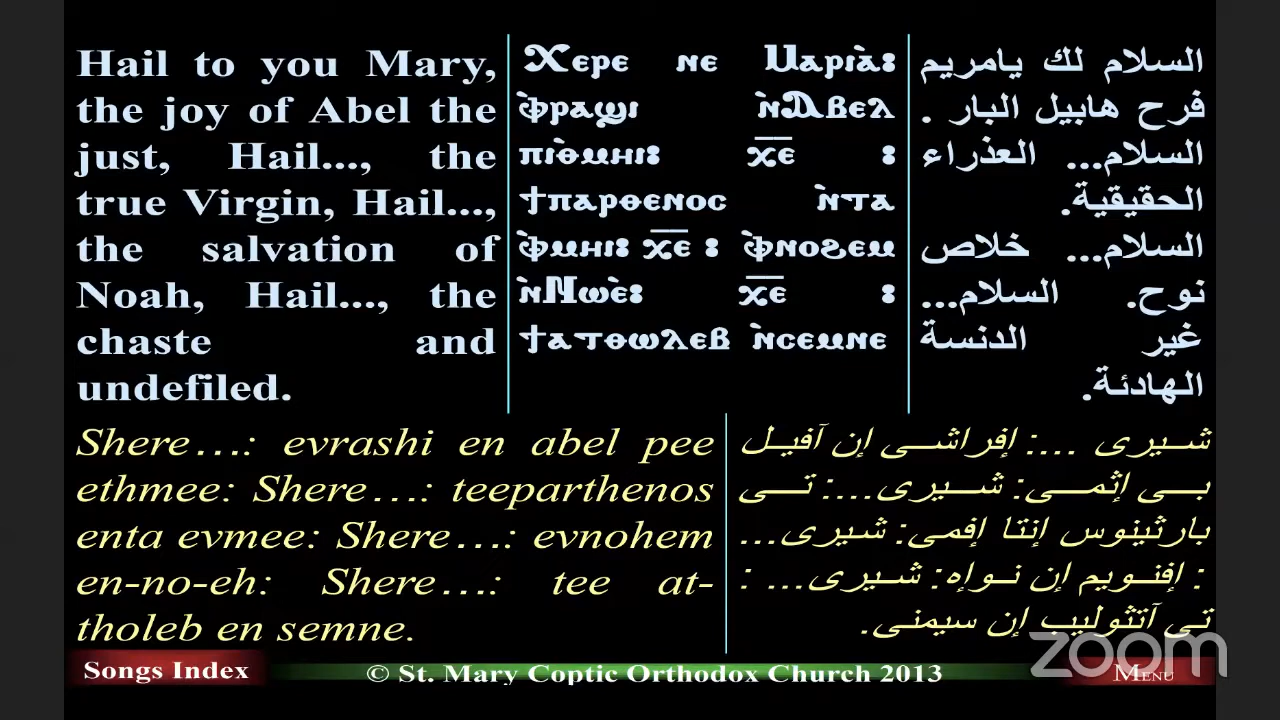 Hail to you Mary,
the joy of Abel the
just, Hail..., the
true Virgin, Hail...,
the salvation of
Noah, Hail..., the
chaste and
undefiled.
Ⲭⲉⲣⲉ ⲛⲉ Ⲙⲁⲣⲓⲁ̀ⲥ:
ⲫ̀ⲣⲁϣⲓ ⲛ̀Ⲁⲃⲉⲗ
ⲡⲓⲑ̀ⲙⲏⲓ: ⲭ̅ⲉ̅ :
ϯⲡⲁⲣⲑⲉⲛⲟⲥ ⲛ̀ⲧⲁ
ⲫ̀ⲙⲏⲓ: ⲭ̅ⲉ̅ : ⲫ̀ⲛⲟϩⲉⲙ
ⲛ̀Ⲛⲱⲉ̀: ⲭ̅ⲉ̅ :
ϯⲁⲧⲑⲱⲗⲉⲃ ⲛ̀ⲥⲉⲙⲛⲉ
السلام لك يامريم
فرح هابيل البار .
السلام... العذراء
الحقيقية.
السلام... خلاص
نوح. السلام...
غير الدنسة
الهادئة.
Shere…: evrashi en abel pee
ethmee: Shere…: teeparthenos
enta evmee: Shere…: evnohem
en-no-eh: Shere…: tee at-
tholeb en semne.
شيرى ...: إفراشى إن آفيل
بى إثمى: شيرى...: تى
بارثينوس إنتا إفمى: شيرى...
: إفنويم إن نواإه: شيرى... :
تى آتثوليب إن سيمنى.
zoom
Songs Index
© St. Mary Coptic Orthodox Church 2013
MENU